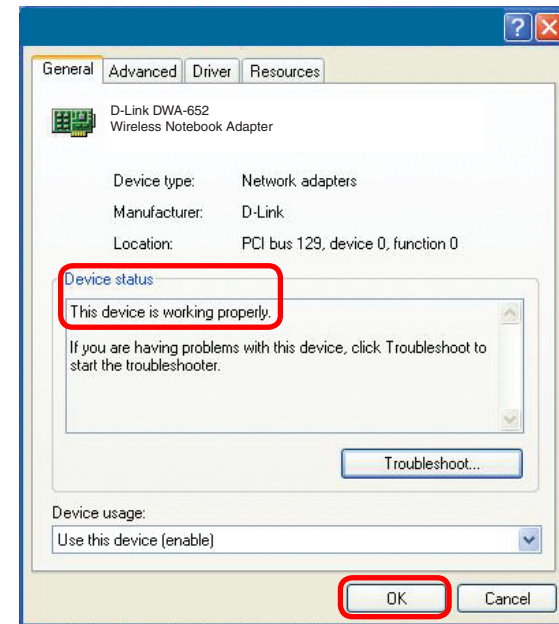 General Advanced Driver Resources
D-Link DWA-652
Wireless Notebook Adapter
Device type: Network adapters
Manufacturer: D-Link
Location: PCI bus 129, device 0, function 0
Device status
This device is working properly.
If you are having problems with this device, click Troubleshoot to
start the troubleshooter.
Troubleshoot...
Device usage:
Use this device (enable)
OK Cancel